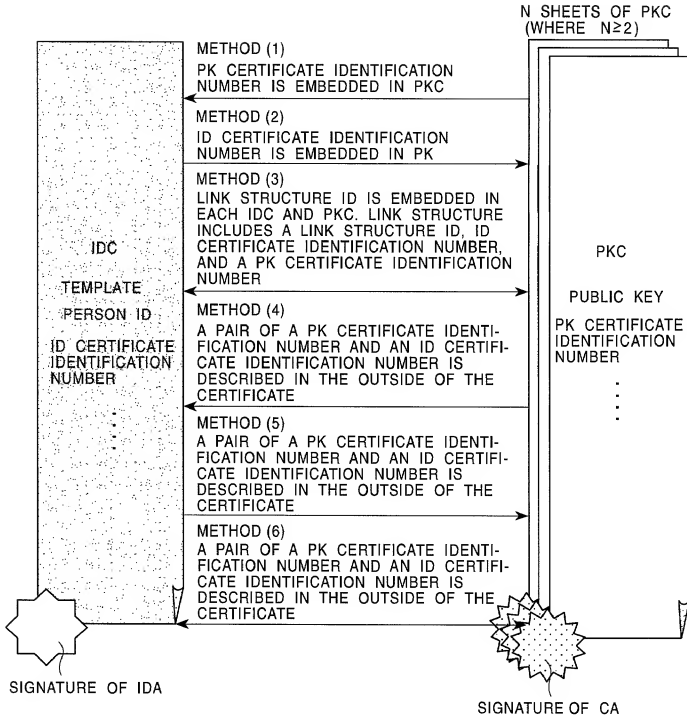 N SHEETS OF PKC
(WHERE N≥2)
METHOD (1)
PK CERTIFICATE IDENTIFICATION
NUMBER IS EMBEDDED IN PKC
METHOD (2)
ID CERTIFICATE IDENTIFICATION
NUMBER IS EMBEDDED IN PK
METHOD (3)
LINK STRUCTURE ID IS EMBEDDED IN
EACH IDC AND PKC. LINK STRUCTURE
INCLUDES A LINK STRUCTURE ID, ID
CERTIFICATE IDENTIFICATION NUMBER,
AND A PK CERTIFICATE IDENTIFICATION
NUMBER
METHOD (4)
A PAIR OF A PK CERTIFICATE IDENTI-
FICATION NUMBER AND AN ID CERTIFI-
CATE IDENTIFICATION NUMBER IS
DESCRIBED IN THE OUTSIDE OF THE
CERTIFICATE
METHOD (5)
A PAIR OF A PK CERTIFICATE IDENTI-
FICATION NUMBER AND AN ID CERTIFI-
CATE IDENTIFICATION NUMBER IS
DESCRIBED IN THE OUTSIDE OF THE
CERTIFICATE
METHOD (6)
A PAIR OF A PK CERTIFICATE IDENTI-
FICATION NUMBER AND AN ID CERTIFI-
CATE IDENTIFICATION NUMBER IS
DESCRIBED IN THE OUTSIDE OF THE
CERTIFICATE
IDC
TEMPLATE
PERSON ID
ID CERTIFICATE
IDENTIFICATION
NUMBER
PKC
PUBLIC KEY
PK CERTIFICATE
IDENTIFICATION
NUMBER
SIGNATURE OF IDA
SIGNATURE OF CA